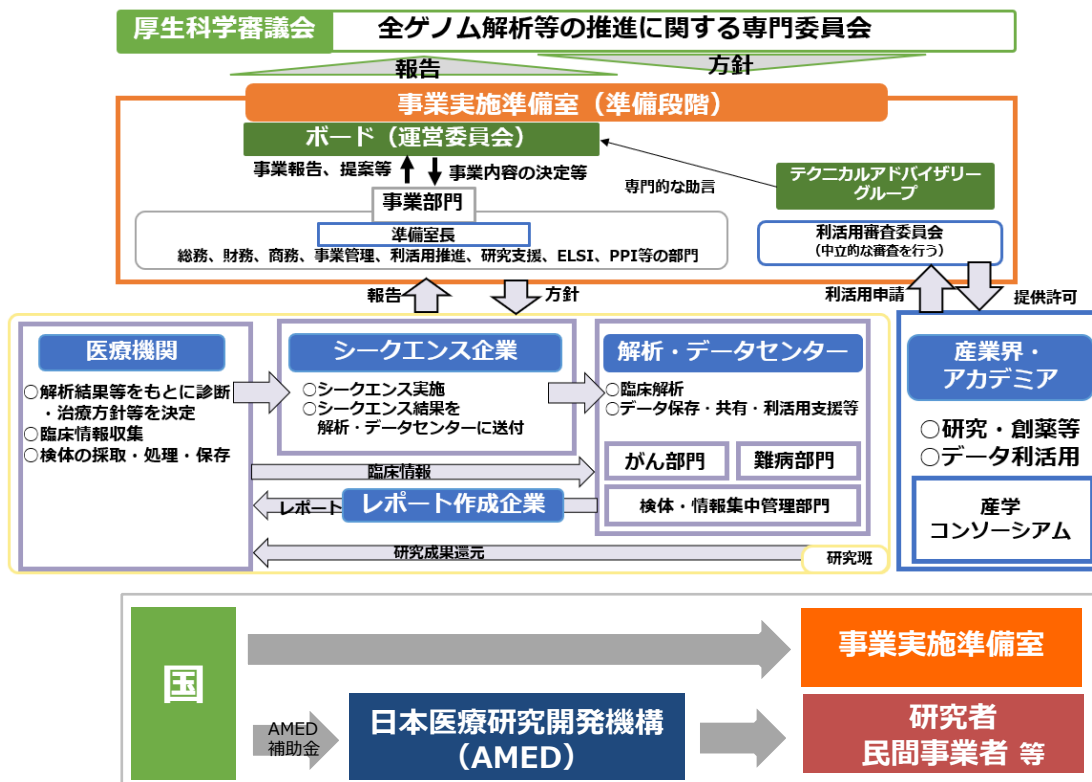 厚生科学審議会 全ゲノム解析等の推進に関する専門委員会
報告
方針
事業実施準備室（準備段階）
ボード（運営委員会）
事業報告、提案等
事業内容の決定等
専門的な助言
テクニカルアドバイザリー
グループ
事業部門
準備室長
総務、財務、商務、事業管理、利活用推進、研究支援、ELSI、PPI等の部門
利活用審査委員会
（中立的な審査を行う）
報告
方針
利活用申請
提供許可
医療機関
○解析結果等をもとに診断
・治療方針等を決定
○臨床情報収集
○検体の採取・処理・保存
シークエンス企業
○シークエンス実施
○シークエンス結果を
解析・データセンターに送付
解析・データセンター
○臨床解析
○データ保存・共有・利活用支援等
がん部門
難病部門
検体・情報集中管理部門
臨床情報
レポート
レポート作成企業
研究成果還元
研究班
産業界・
アカデミア
○研究・創薬等
○データ利活用
産学
コンソーシアム
国
事業実施準備室
AMED
補助金
日本医療研究開発機構
（AMED）
研究者
民間事業者 等